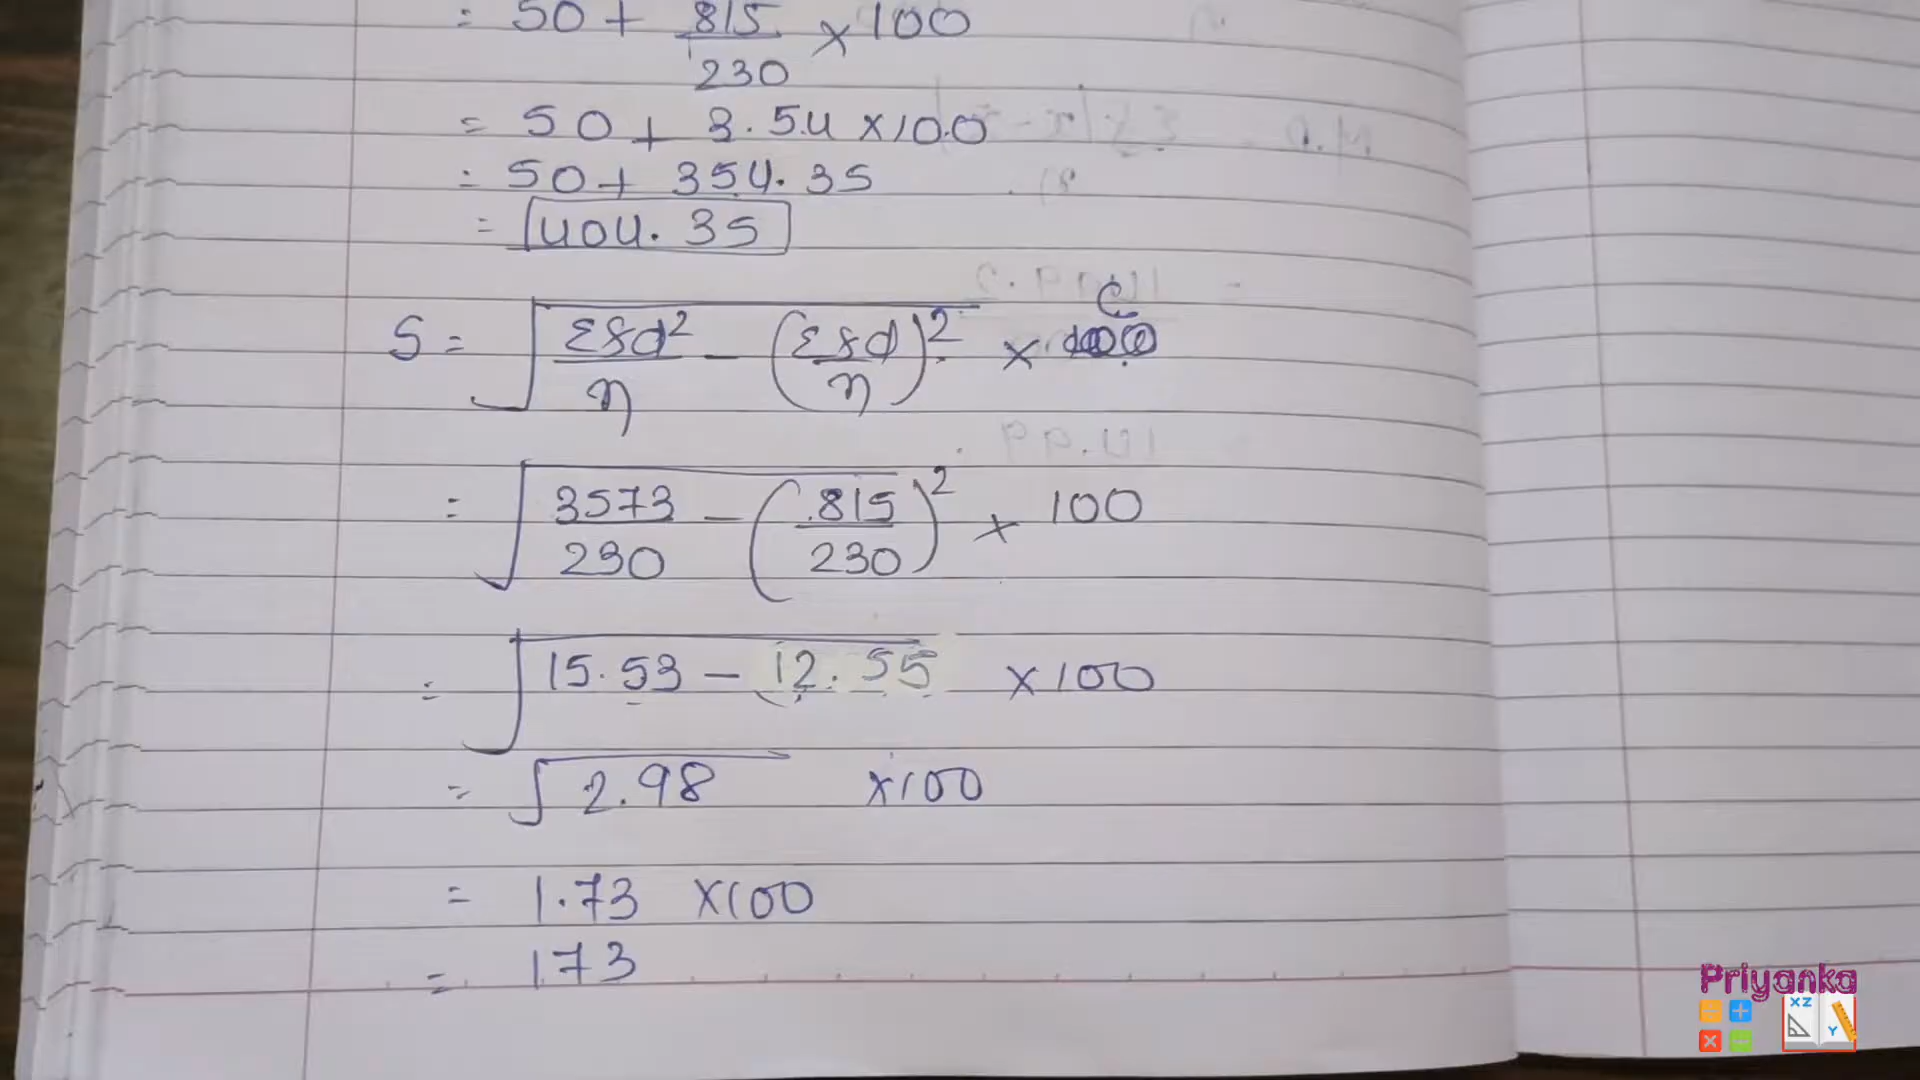 = 50 + 815/230 × 100
= 50 + 3.54 × 100
= 50 + 354.35
= 404.35
S = √(Σfd²/n − (Σfd/n)²) × C
= √(3573/230 − (815/230)²) × 100
= √(15.53 − 12.55) × 100
= √2.98 × 100
= 1.73 × 100
= 173
Priyanka
XZ
Y